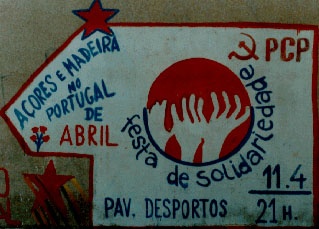 AÇORES E MADEIRA
NO
PORTUGAL
DE
ABRIL
PCP
festa de solidariedade
11.4
PAV. DESPORTOS
21 H.